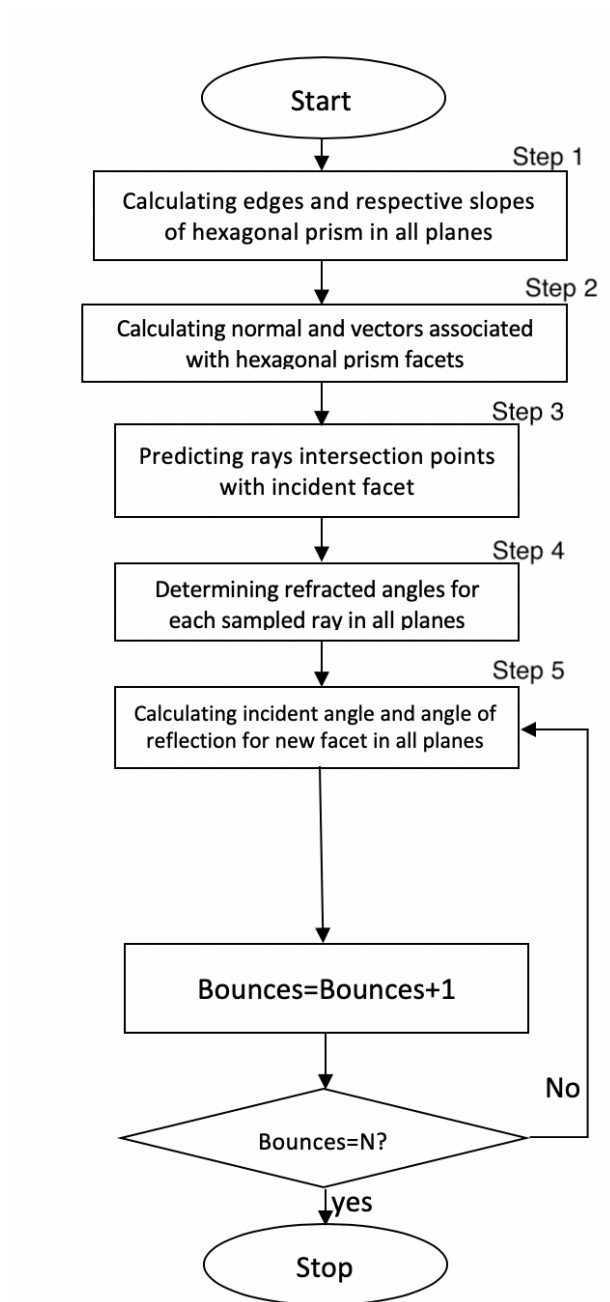 Start
Step 1
Calculating edges and respective slopes
of hexagonal prism in all planes
Step 2
Calculating normal and vectors associated
with hexagonal prism facets
Step 3
Predicting rays intersection points
with incident facet
Step 4
Determining refracted angles for
each sampled ray in all planes
Step 5
Calculating incident angle and angle of
reflection for new facet in all planes
Bounces=Bounces+1
No
Bounces=N?
yes
Stop